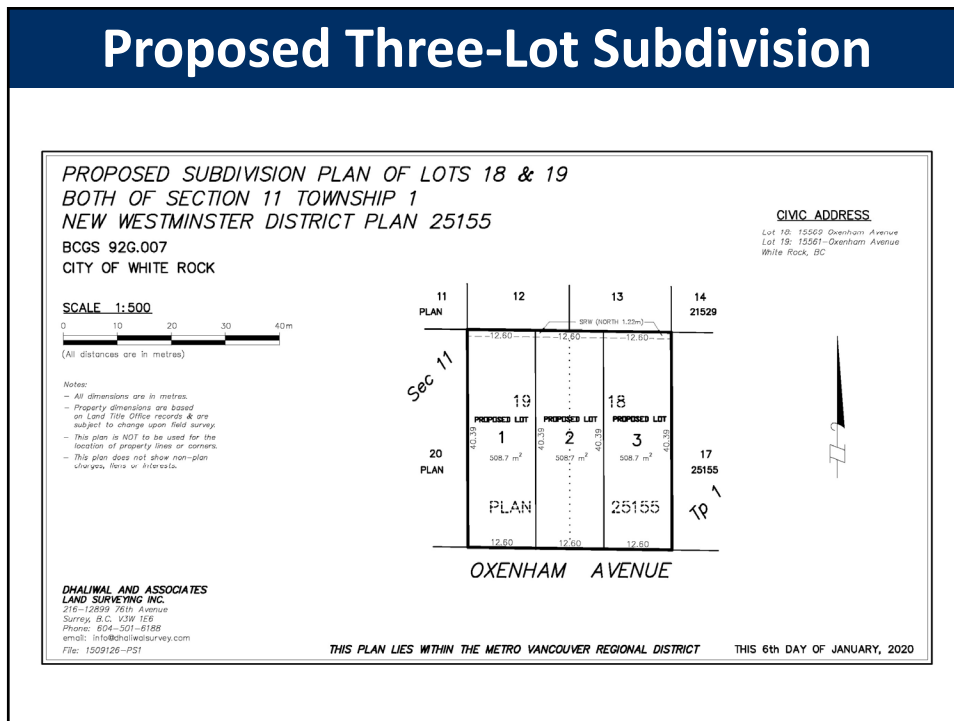 Proposed Three-Lot Subdivision
PROPOSED SUBDIVISION PLAN OF LOTS 18 & 19
BOTH OF SECTION 11 TOWNSHIP 1
NEW WESTMINSTER DISTRICT PLAN 25155
BCGS 92G.007
CITY OF WHITE ROCK
CIVIC ADDRESS
Lot 18: 15569 Oxenham Avenue
Lot 19: 15561-Oxenham Avenue
White Rock, BC
SCALE 1:500
0 10 20 30 40m
(All distances are in metres)
Notes:
- All dimensions are in metres.
- Property dimensions are based
on Land Title Office records & are
subject to change upon field survey.
- This plan is NOT to be used for the
location of property lines or corners.
- This plan does not show non-plan
charges, liens or interests.
11 12 13 14
PLAN 21529
SRW (NORTH 1.22m)
12.60 12.60 12.60
Sec 11
19 18
PROPOSED LOT PROPOSED LOT PROPOSED LOT
1 2 3
40.39 40.39 40.39 40.39
508.7 m² 508.7 m² 508.7 m²
20 17
PLAN 25155
PLAN 25155
Tp 1
12.60 12.60 12.60
OXENHAM AVENUE
DHALIWAL AND ASSOCIATES
LAND SURVEYING INC.
216-12899 76th Avenue
Surrey, B.C. V3W 1E6
Phone: 604-501-6188
email: info@dhaliwalsurvey.com
File: 1509126-PS1
THIS PLAN LIES WITHIN THE METRO VANCOUVER REGIONAL DISTRICT
THIS 6th DAY OF JANUARY, 2020